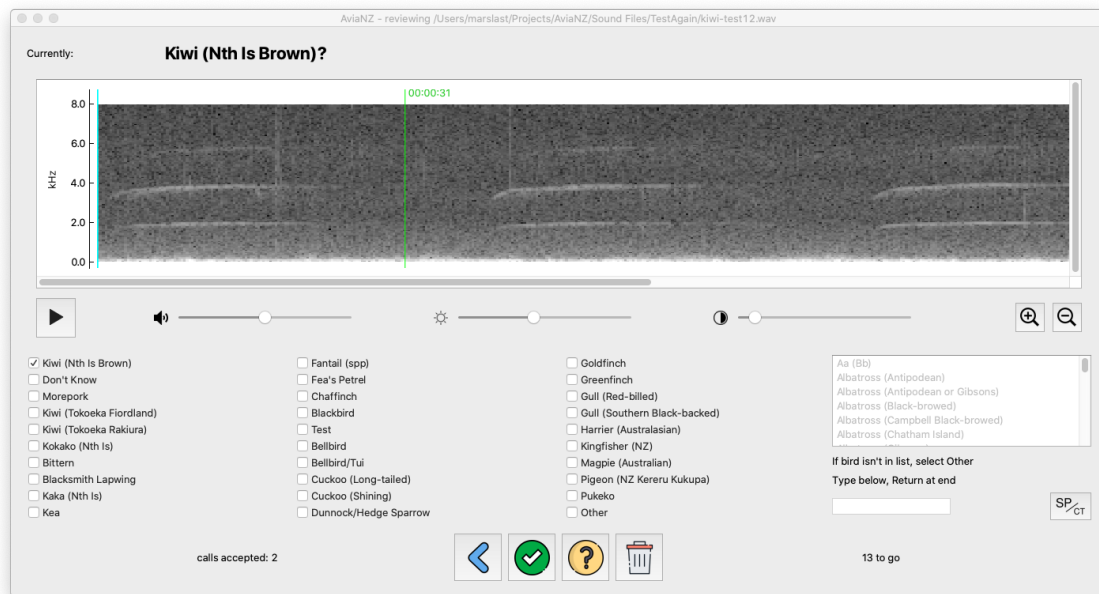 AviaNZ - reviewing /Users/marslast/Projects/AviaNZ/Sound Files/TestAgain/kiwi-test12.wav
Currently:
Kiwi (Nth Is Brown)?
00:00:31
8.0
6.0
kHz
4.0
2.0
0.0
Kiwi (Nth Is Brown)
Don't Know
Morepork
Kiwi (Tokoeka Fiordland)
Kiwi (Tokoeka Rakiura)
Kokako (Nth Is)
Bittern
Blacksmith Lapwing
Kaka (Nth Is)
Kea
Fantail (spp)
Fea's Petrel
Chaffinch
Blackbird
Test
Bellbird
Bellbird/Tui
Cuckoo (Long-tailed)
Cuckoo (Shining)
Dunnock/Hedge Sparrow
Goldfinch
Greenfinch
Gull (Red-billed)
Gull (Southern Black-backed)
Harrier (Australasian)
Kingfisher (NZ)
Magpie (Australian)
Pigeon (NZ Kereru Kukupa)
Pukeko
Other
Aa (Bb)
Albatross (Antipodean)
Albatross (Antipodean or Gibsons)
Albatross (Black-browed)
Albatross (Campbell Black-browed)
Albatross (Chatham Island)
If bird isn't in list, select Other
Type below, Return at end
SP/CT
calls accepted: 2
?
13 to go